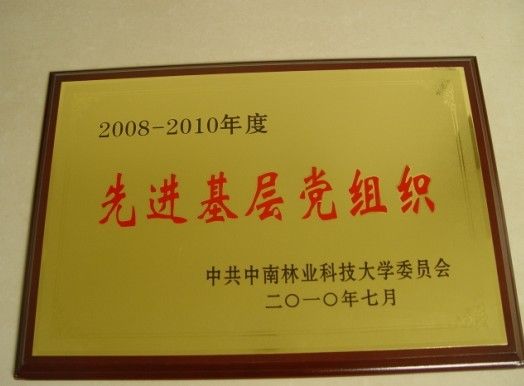 2008-2010年度
先进基层党组织
中共中南林业科技大学委员会
二〇一〇年七月